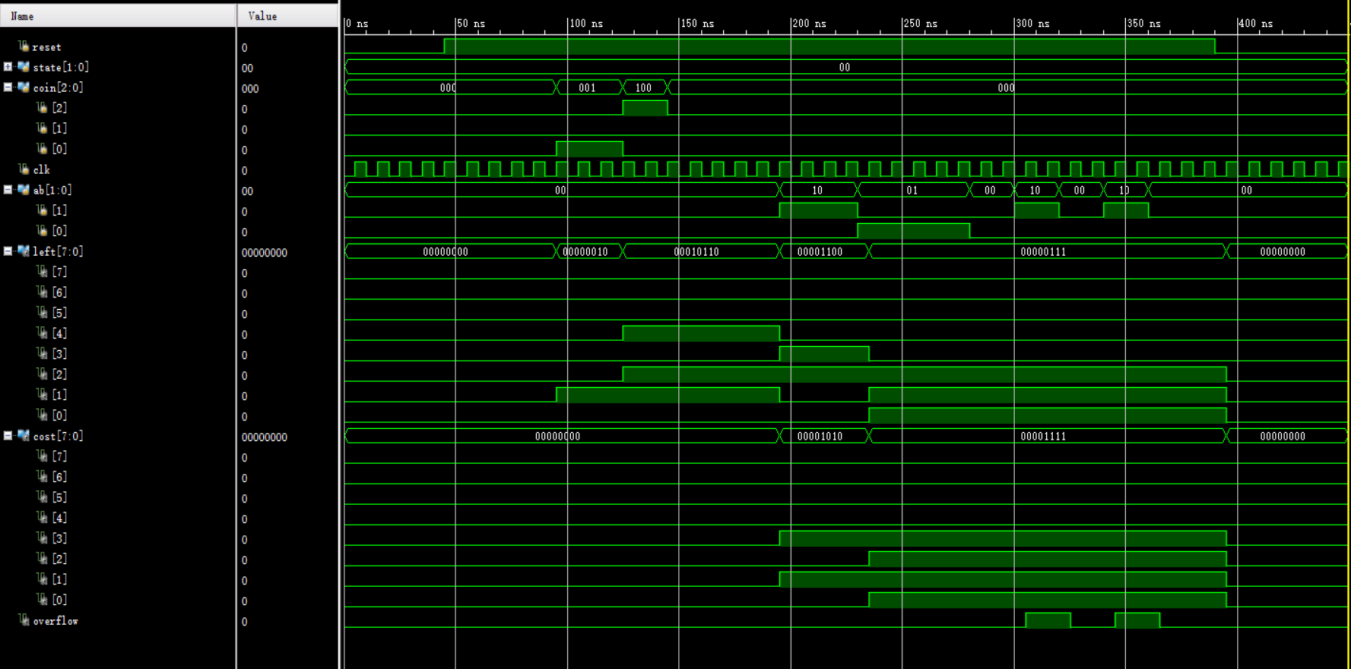 Name Value 0 ns 50 ns 100 ns 150 ns 200 ns 250 ns 300 ns 350 ns 400 ns
reset 0
state[1:0] 00 00
coin[2:0] 000 000 001 100 000
[2] 0
[1] 0
[0] 0
clk 0
ab[1:0] 00 00 10 01 00 10 00 10 00
[1] 0
[0] 0
left[7:0] 00000000 00000000 00000010 00010110 00001100 00000111 00000000
[7] 0
[6] 0
[5] 0
[4] 0
[3] 0
[2] 0
[1] 0
[0] 0
cost[7:0] 00000000 00000000 00001010 00001111 00000000
[7] 0
[6] 0
[5] 0
[4] 0
[3] 0
[2] 0
[1] 0
[0] 0
overflow 0